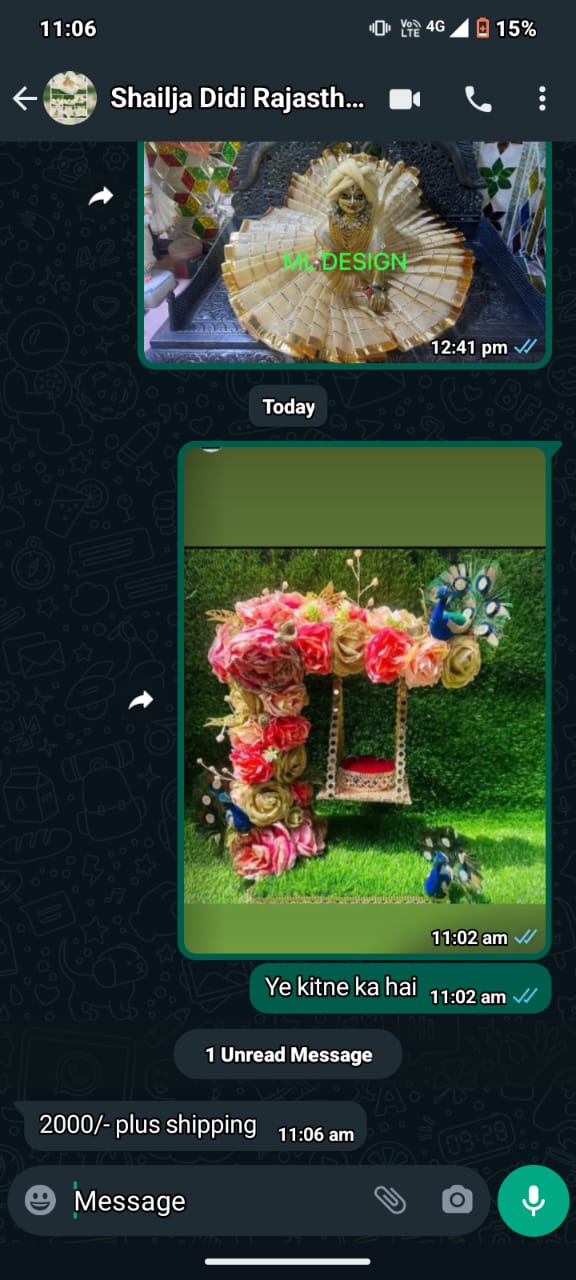 11:06
Vo LTE 4G 15%
Shailja Didi Rajasth...
ML DESIGN
12:41 pm
Today
11:02 am
Ye kitne ka hai 11:02 am
1 Unread Message
2000/- plus shipping 11:06 am
Message